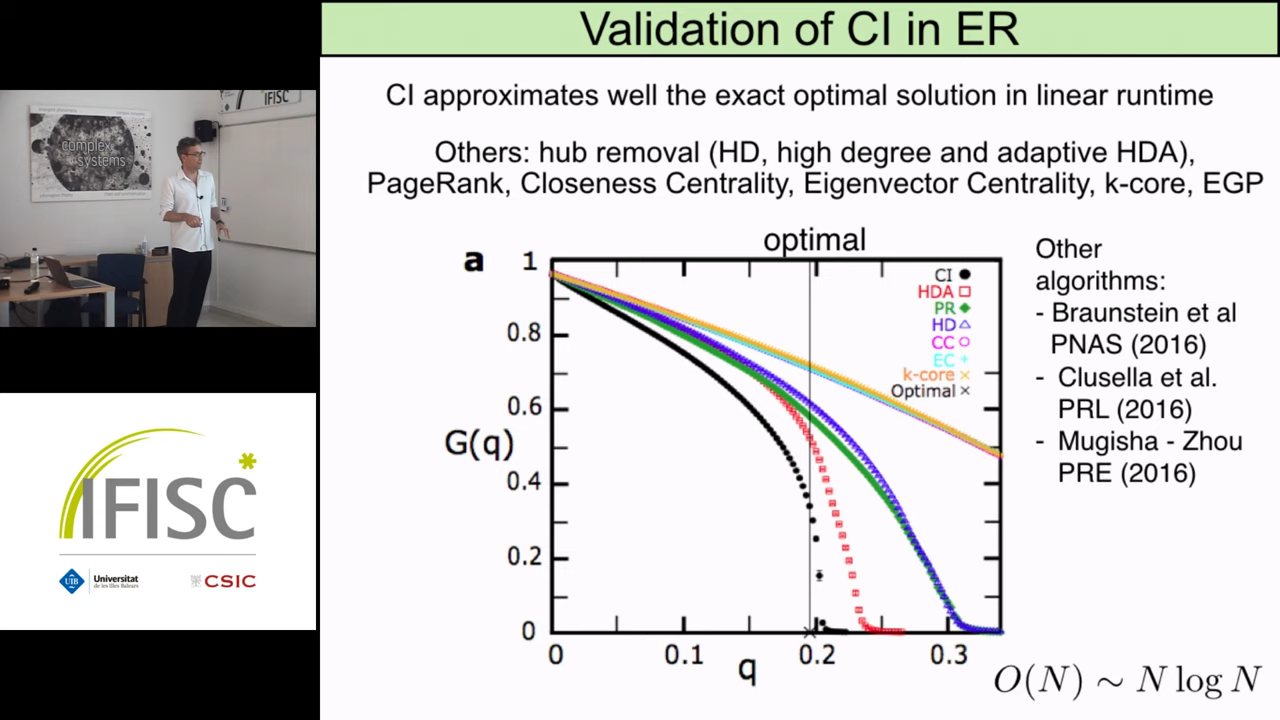 Validation of CI in ER
CI approximates well the exact optimal solution in linear runtime
Others: hub removal (HD, high degree and adaptive HDA),
PageRank, Closeness Centrality, Eigenvector Centrality, k-core, EGP
optimal
a
1
0.8
0.6
0.4
0.2
0
G(q)
CI
HDA
PR
HD
CC
EC
k-core
Optimal
0
0.1
0.2
0.3
q
Other
algorithms:
- Braunstein et al
PNAS (2016)
- Clusella et al.
PRL (2016)
- Mugisha - Zhou
PRE (2016)
O(N) ∼ N log N
IFISC
complex
systems
IFISC
UIB
Universitat
de les Illes Balears
CSIC